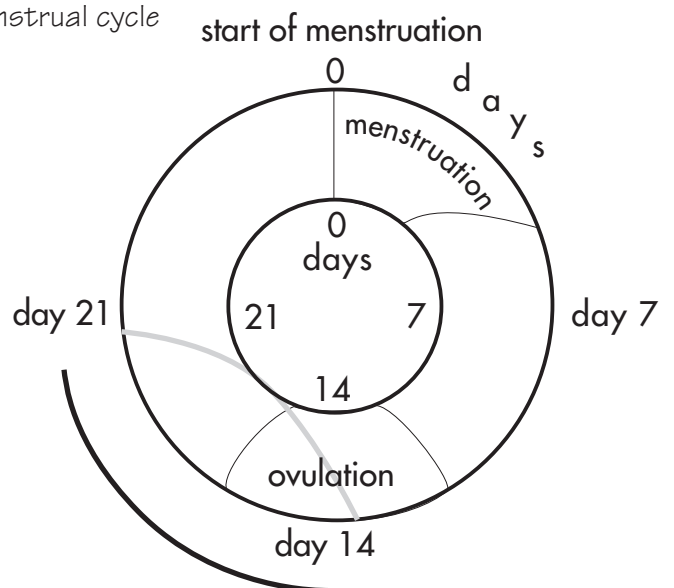 nstrual cycle
start of menstruation
0
days
menstruation
0
days
day 21
21
7
day 7
14
ovulation
day 14